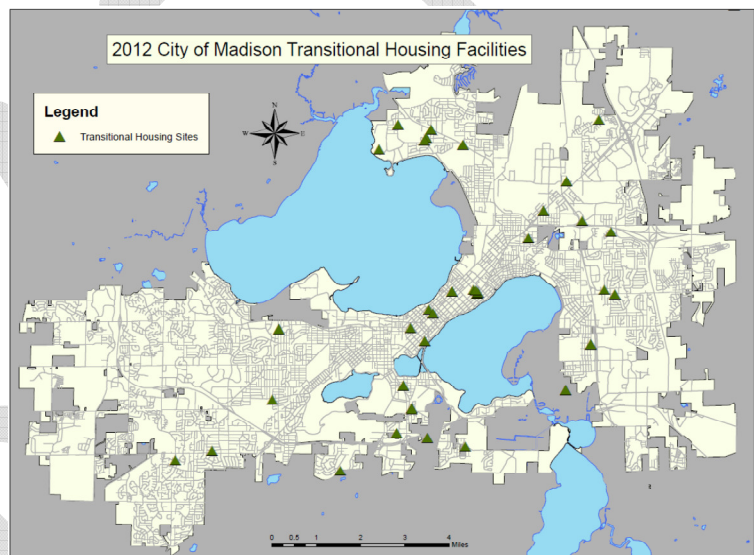 2012 City of Madison Transitional Housing Facilities
Legend
Transitional Housing Sites
N
W E
S
0 0.5 1 2 3 4
Miles